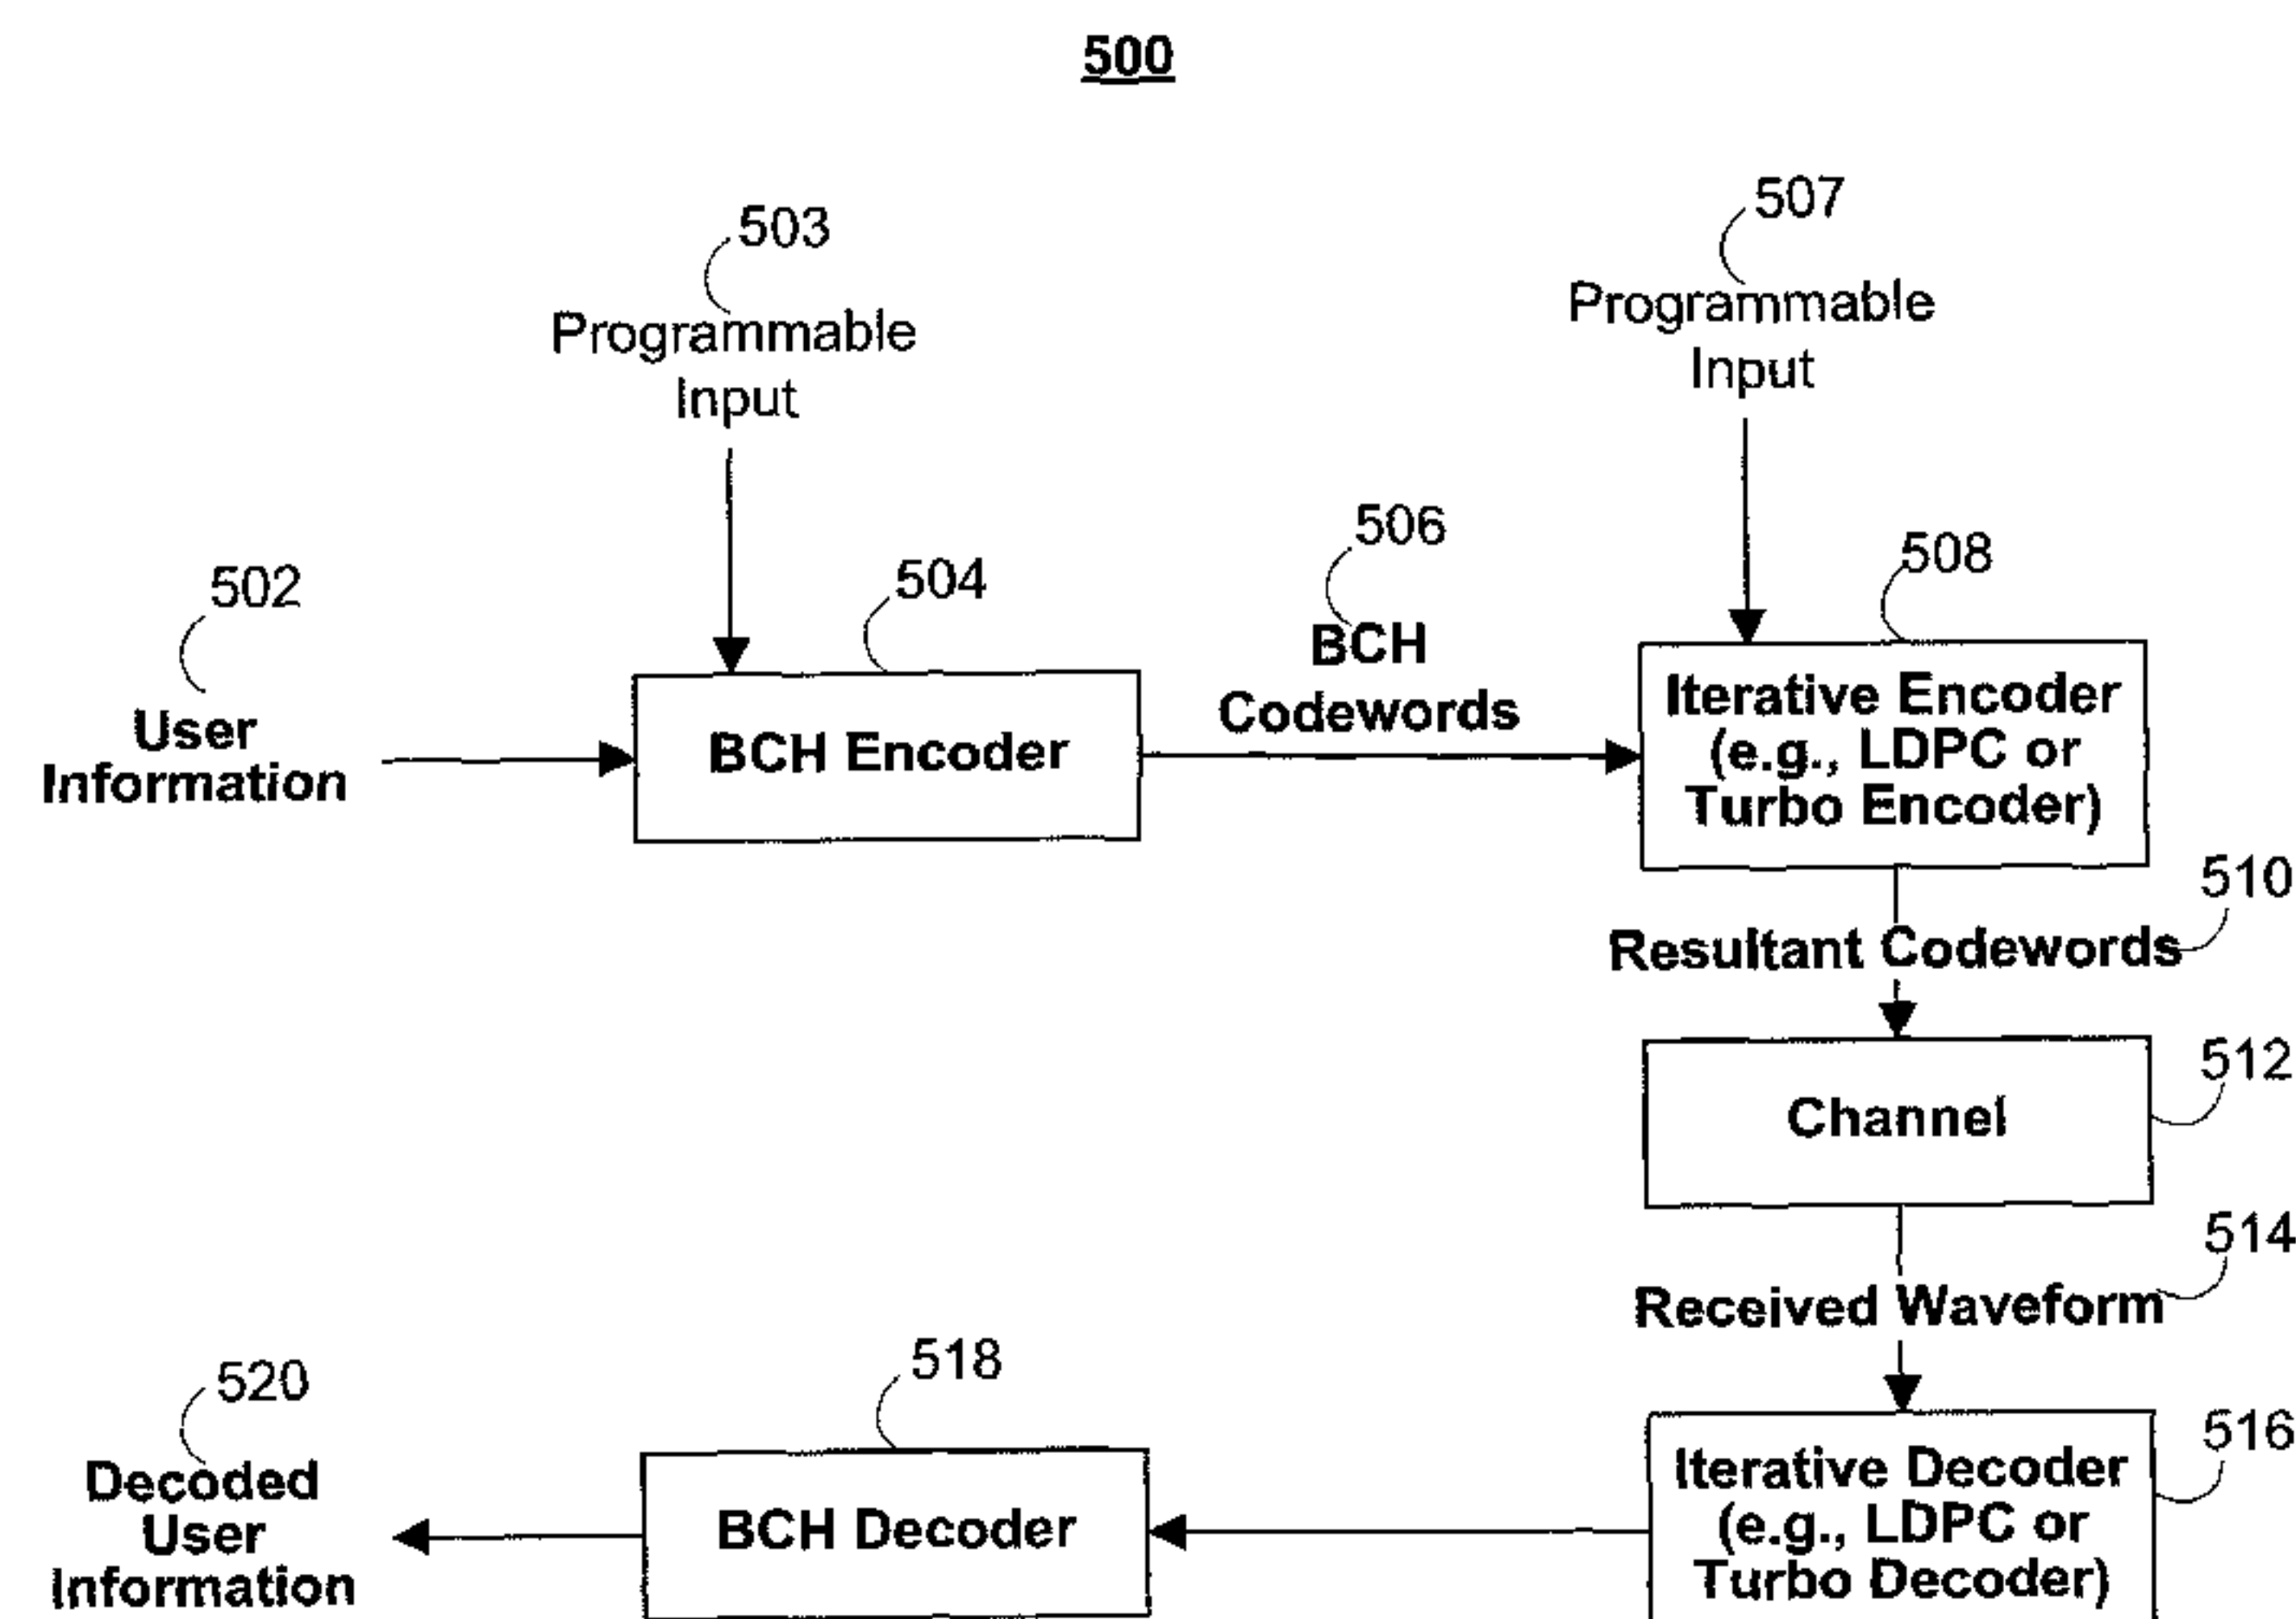 500
503
Programmable
Input
507
Programmable
Input
502
User
Information
504
BCH Encoder
506
BCH
Codewords
508
Iterative Encoder
(e.g., LDPC or
Turbo Encoder)
510
Resultant Codewords
512
Channel
514
Received Waveform
516
Iterative Decoder
(e.g., LDPC or
Turbo Decoder)
518
BCH Decoder
520
Decoded
User
Information